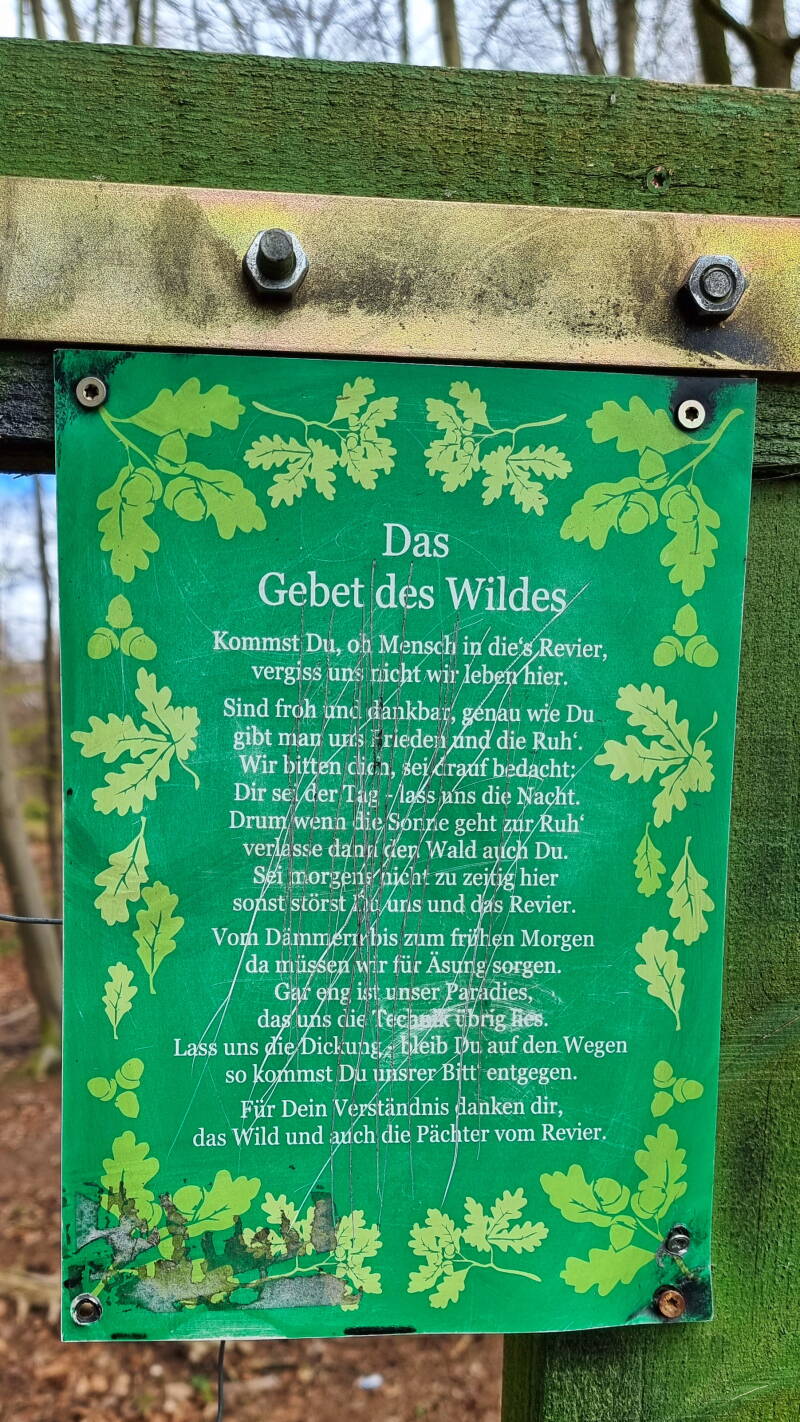 Das
Gebet des Wildes
Kommst Du, oh Mensch in die's Revier,
vergiss uns nicht wir leben hier.
Sind froh und dankbar, genau wie Du
gibt man uns Frieden und die Ruh'.
Wir bitten dich, sei drauf bedacht:
Dir sei der Tag - lass uns die Nacht.
Drum wenn die Sonne geht zur Ruh'
verlasse dann den Wald auch Du.
Sei morgens nicht zu zeitig hier
sonst störst Du uns und das Revier.
Vom Dämmern bis zum frühen Morgen
da müssen wir für Äsung sorgen.
Gar eng ist unser Paradies,
das uns die Technik übrig lies.
Lass uns die Dickung, - bleib Du auf den Wegen
so kommst Du unsrer Bitt' entgegen.
Für Dein Verständnis danken dir,
das Wild und auch die Pächter vom Revier.